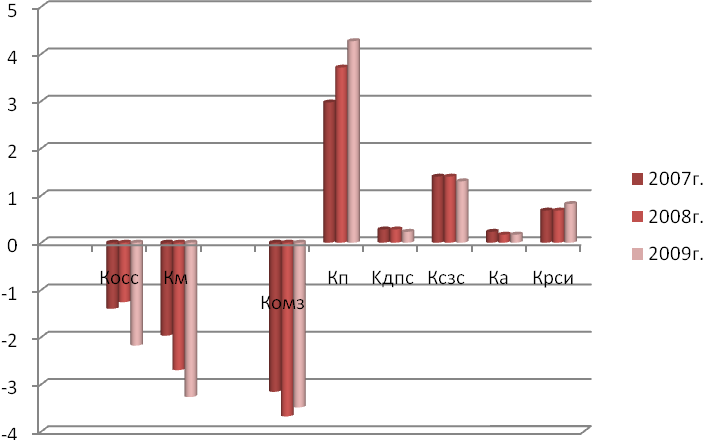 5
4
3
2
1
0
-1
-2
-3
-4
Косс
Км
Комз
Кп
Kдпс
Ксзс
Ка
Крси
2007г.
2008г.
2009г.